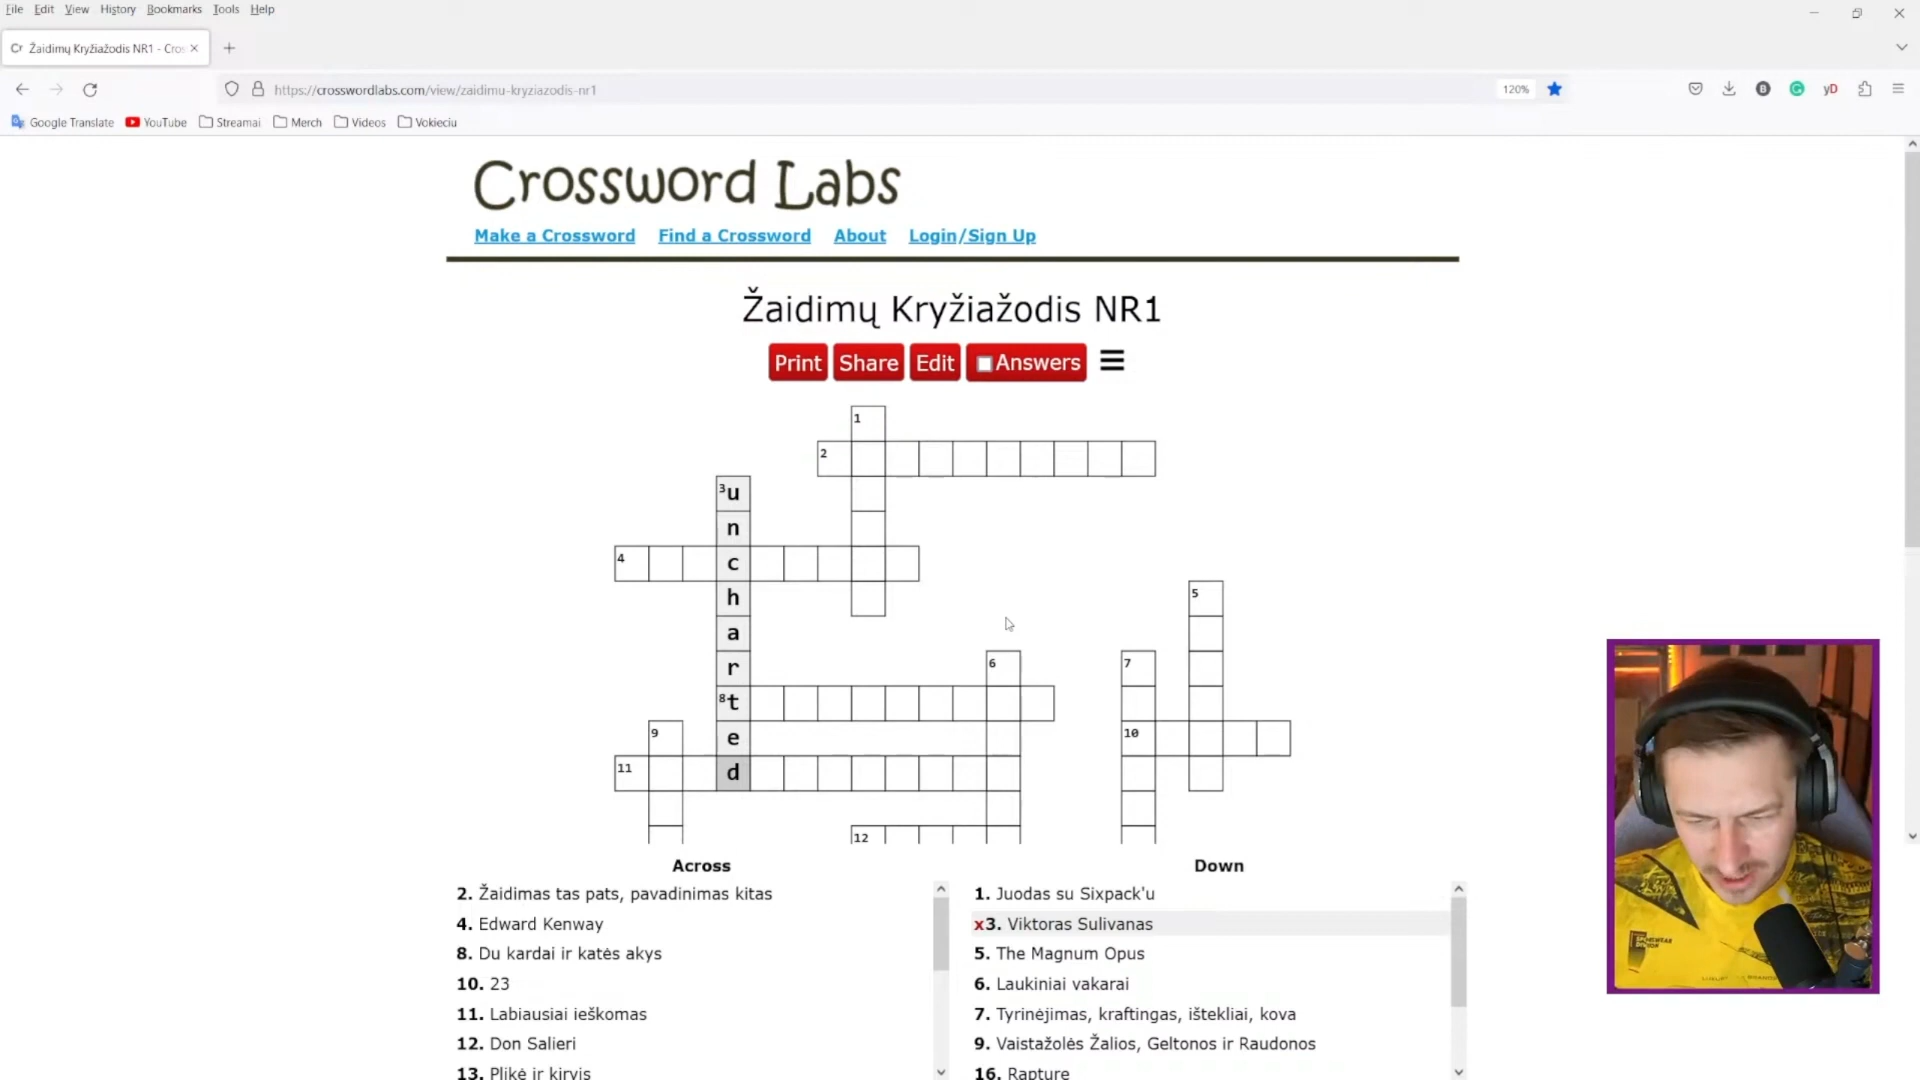 File Edit View History Bookmarks Tools Help
Cr Žaidimų Kryžiažodis NR1 - Cros
https://crosswordlabs.com/view/zaidimu-kryziazodis-nr1
120%
B
G
yD
Google Translate YouTube Streamai Merch Videos Vokieciu
Crossword Labs
Make a Crossword Find a Crossword About Login/Sign Up
Žaidimų Kryžiažodis NR1
Print Share Edit Answers
1
2
3 u
n
4 c
h 5
a
r 6 7
8 t
9 e 10
11 d
12
Across
2. Žaidimas tas pats, pavadinimas kitas
4. Edward Kenway
8. Du kardai ir katės akys
10. 23
11. Labiausiai ieškomas
12. Don Salieri
13. Plikė ir kirvis
Down
1. Juodas su Sixpack'u
x3. Viktoras Sulivanas
5. The Magnum Opus
6. Laukiniai vakarai
7. Tyrinėjimas, kraftingas, ištekliai, kova
9. Vaistažolės Žalios, Geltonos ir Raudonos
16. Rapture